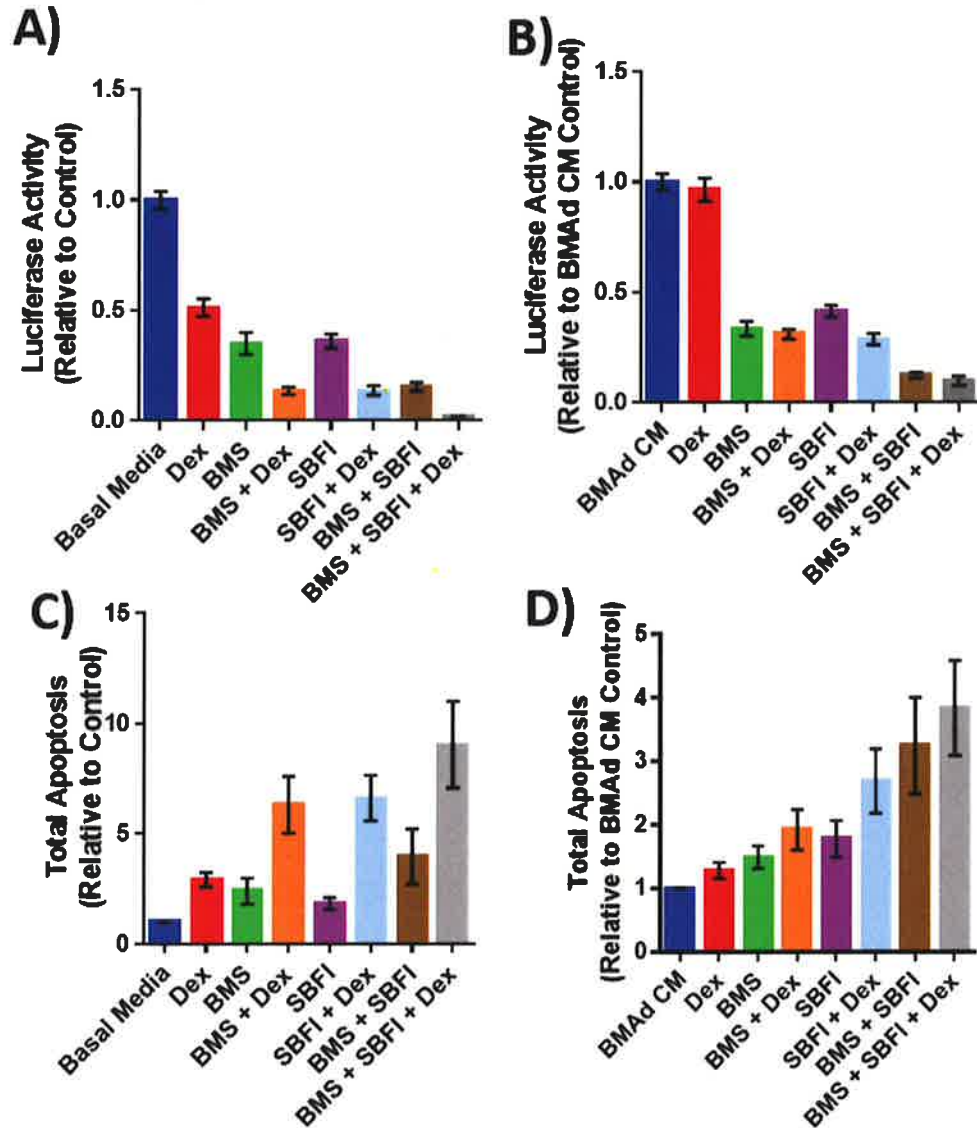 A)
Luciferase Activity
(Relative to Control)
1.5
1.0
0.5
0.0
Basal Media
Dex
BMS
BMS + Dex
SBFI
SBFI + Dex
BMS + SBFI
BMS + SBFI + Dex
B)
Luciferase Activity
(Relative to BMAd CM Control)
1.5
1.0
0.5
0.0
BMAd CM
Dex
BMS
BMS + Dex
SBFI
SBFI + Dex
BMS + SBFI
BMS + SBFI + Dex
C)
Total Apoptosis
(Relative to Control)
15
10
5
0
Basal Media
Dex
BMS
BMS + Dex
SBFI
SBFI + Dex
BMS + SBFI
BMS + SBFI + Dex
D)
Total Apoptosis
(Relative to BMAd CM Control)
5
4
3
2
1
0
BMAd CM
Dex
BMS
BMS + Dex
SBFI
SBFI + Dex
BMS + SBFI
BMS + SBFI + Dex